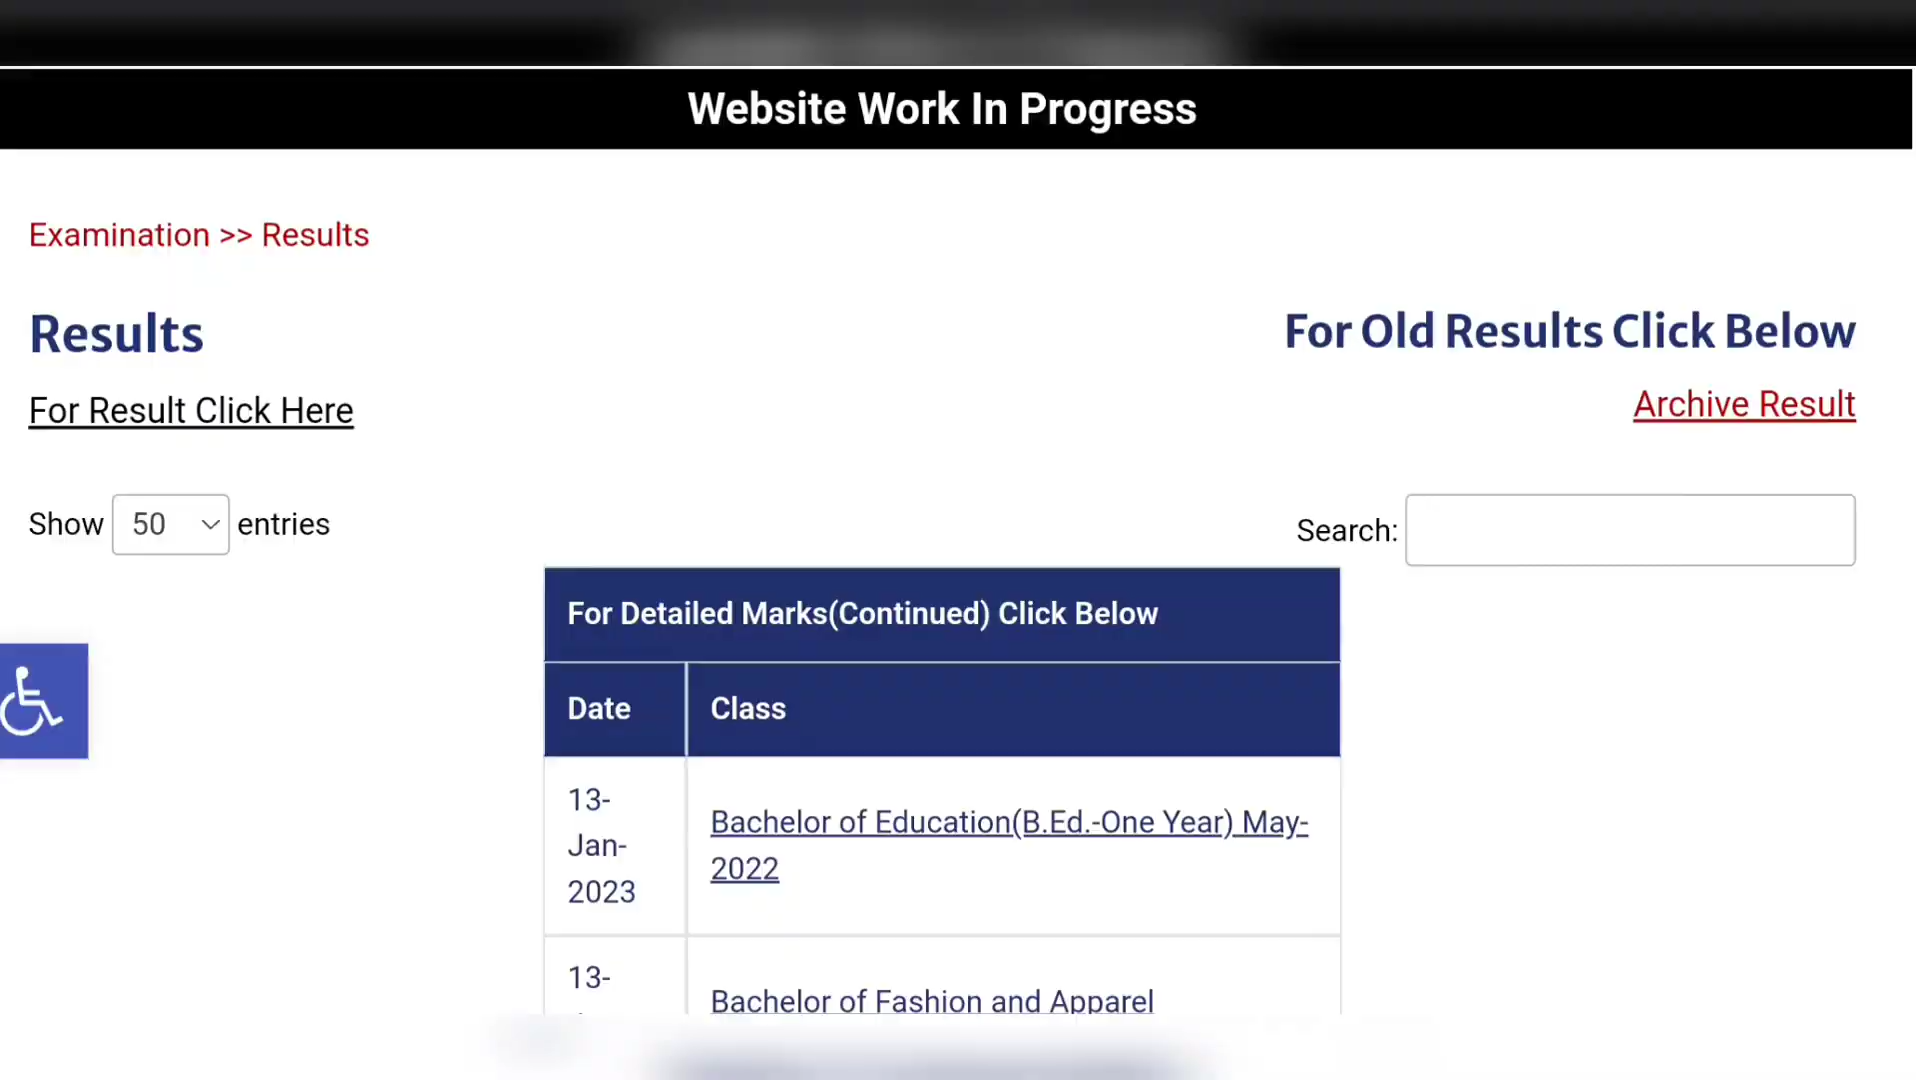 Website Work In Progress
Examination >> Results
Results
For Old Results Click Below
For Result Click Here
Archive Result
Show 50 entries
Search:
For Detailed Marks(Continued) Click Below
Date
Class
13-
Jan-
2023
Bachelor of Education(B.Ed.-One Year) May-
2022
13-
Bachelor of Fashion and Apparel